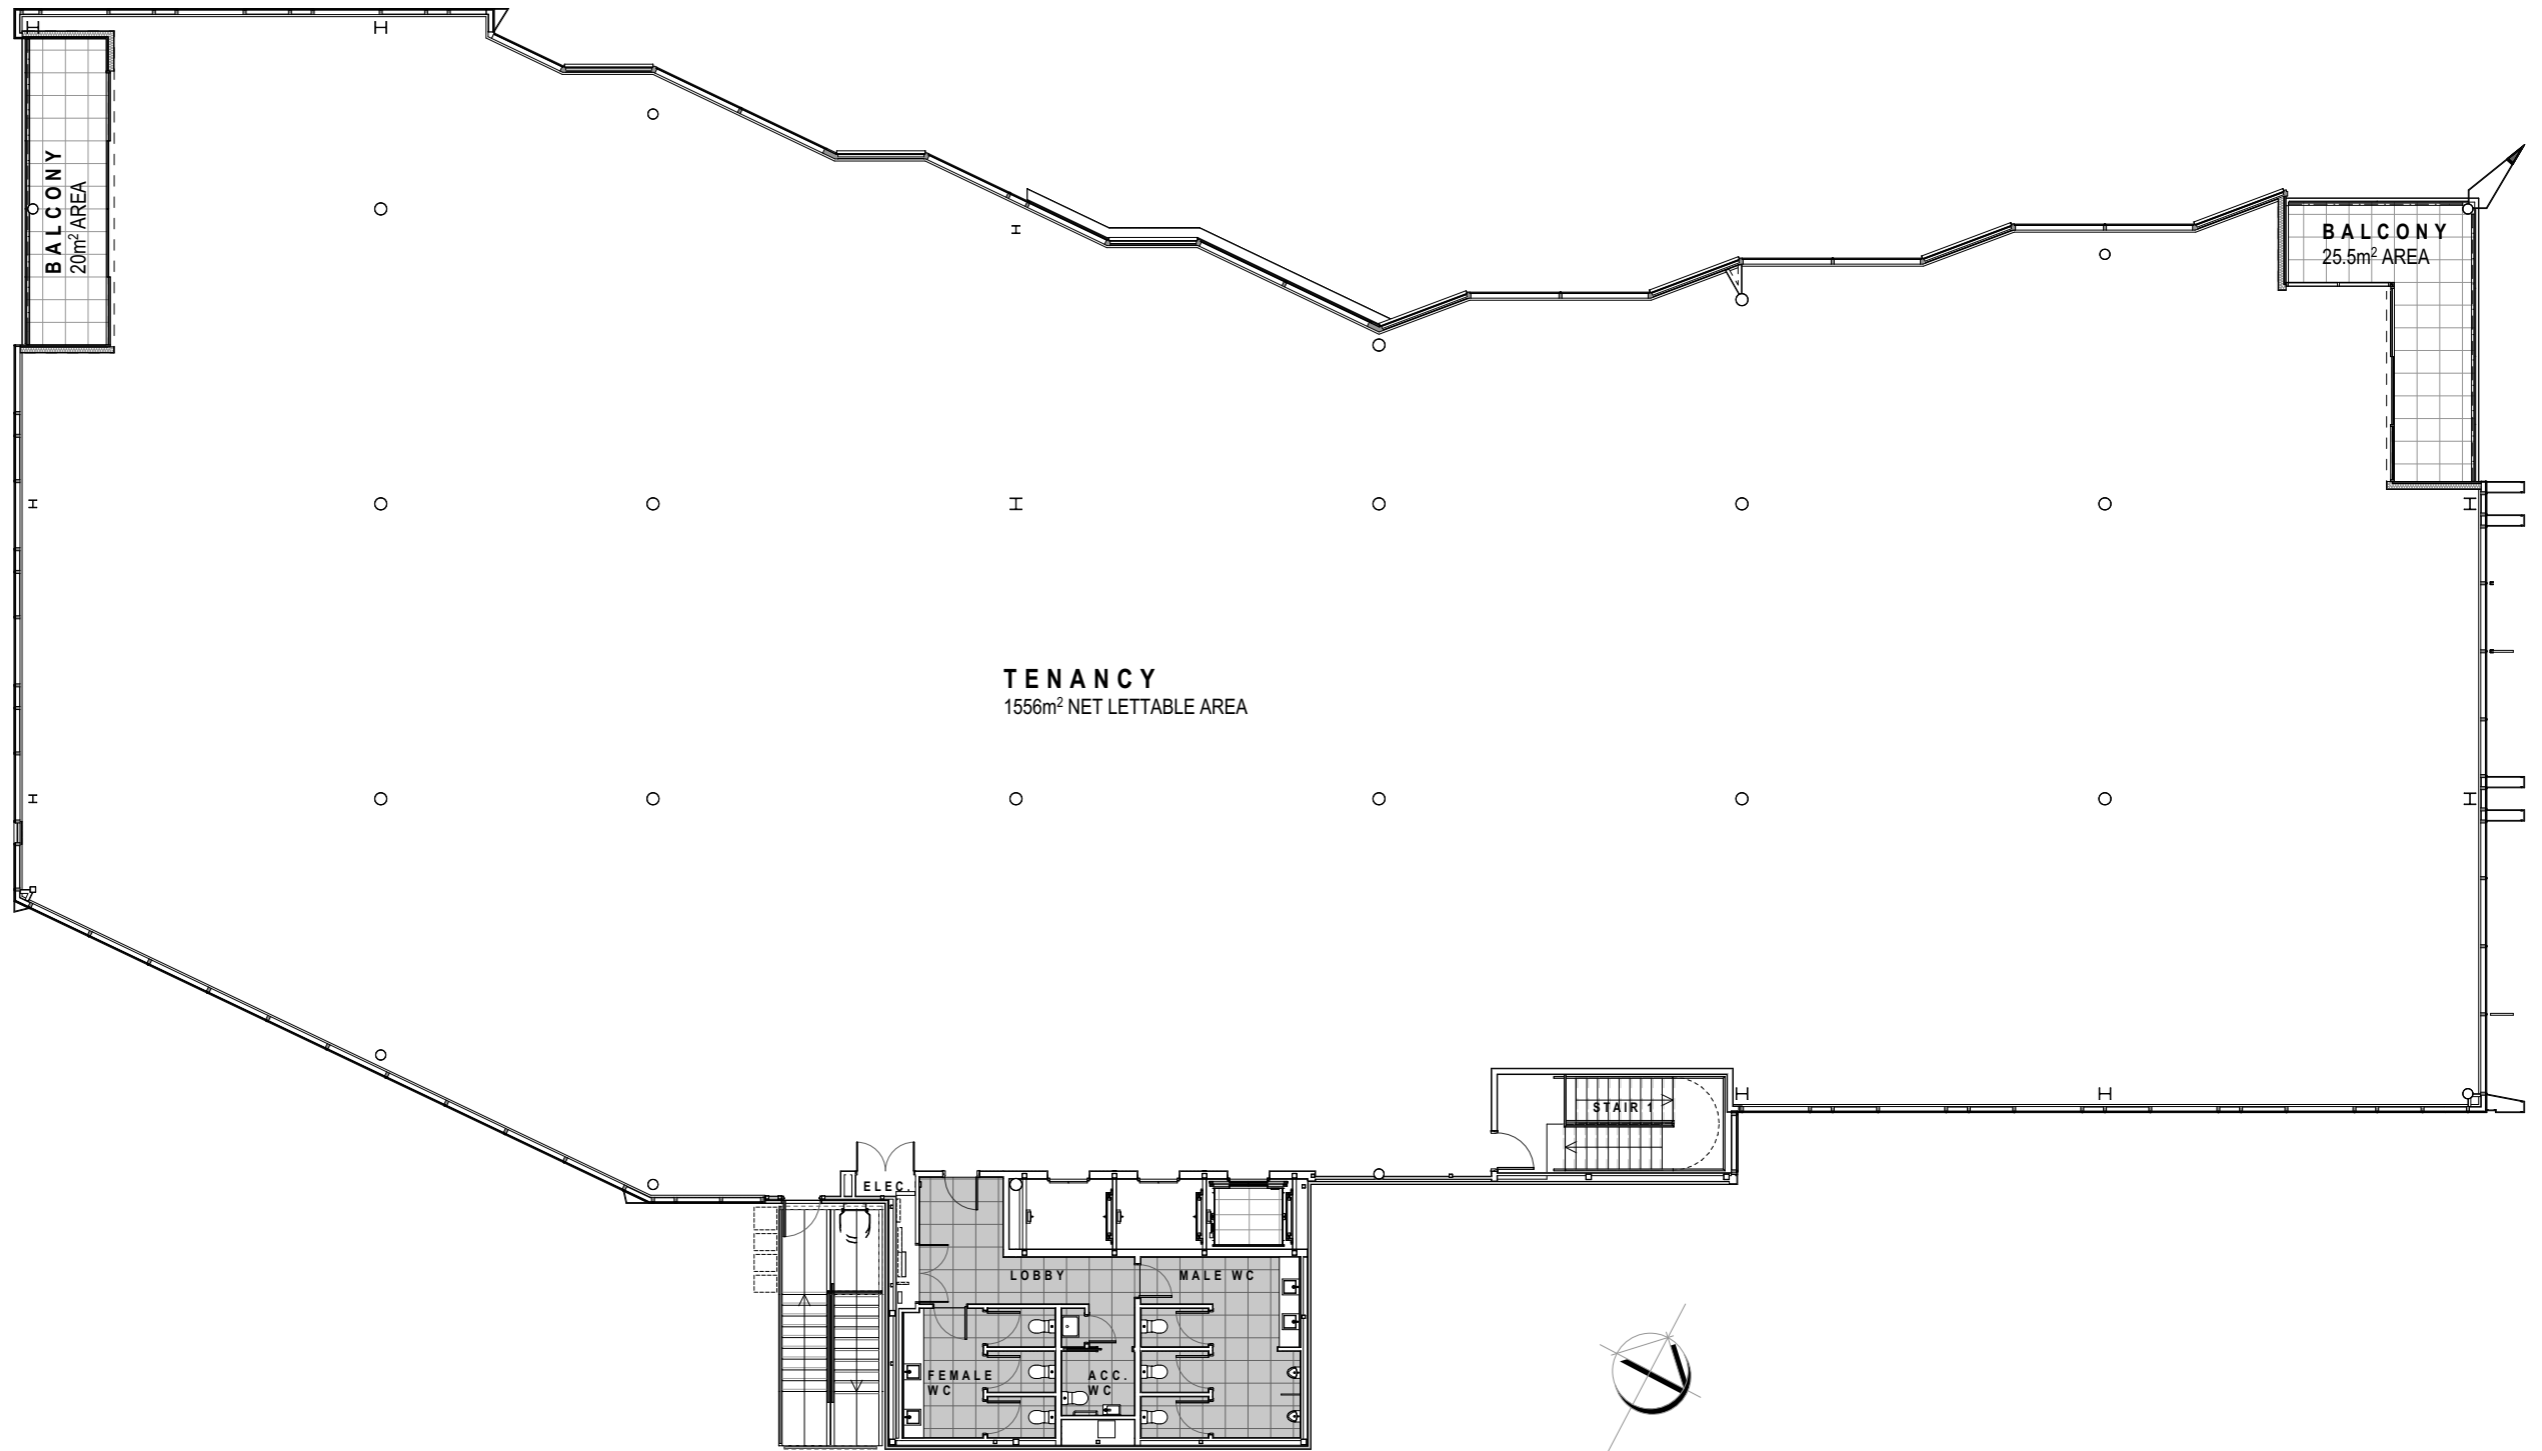 BALCONY
20m² AREA
BALCONY
25.5m² AREA
TENANCY
1556m² NET LETTABLE AREA
STAIR 1
ELEC.
LOBBY
MALE WC
FEMALE
WC
ACC.
WC